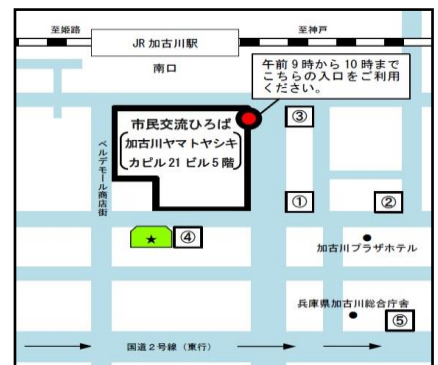 至姫路
至神戸
JR加古川駅
南口
午前9時から10時まで
こちらの入口をご利用
ください。
市民交流ひろば
加古川ヤマトヤシキ
カピル21ビル5階
ベルデモール商店街
③
①
②
★
④
加古川プラザホテル
兵庫県加古川総合庁舎
⑤
国道2号線(東行)